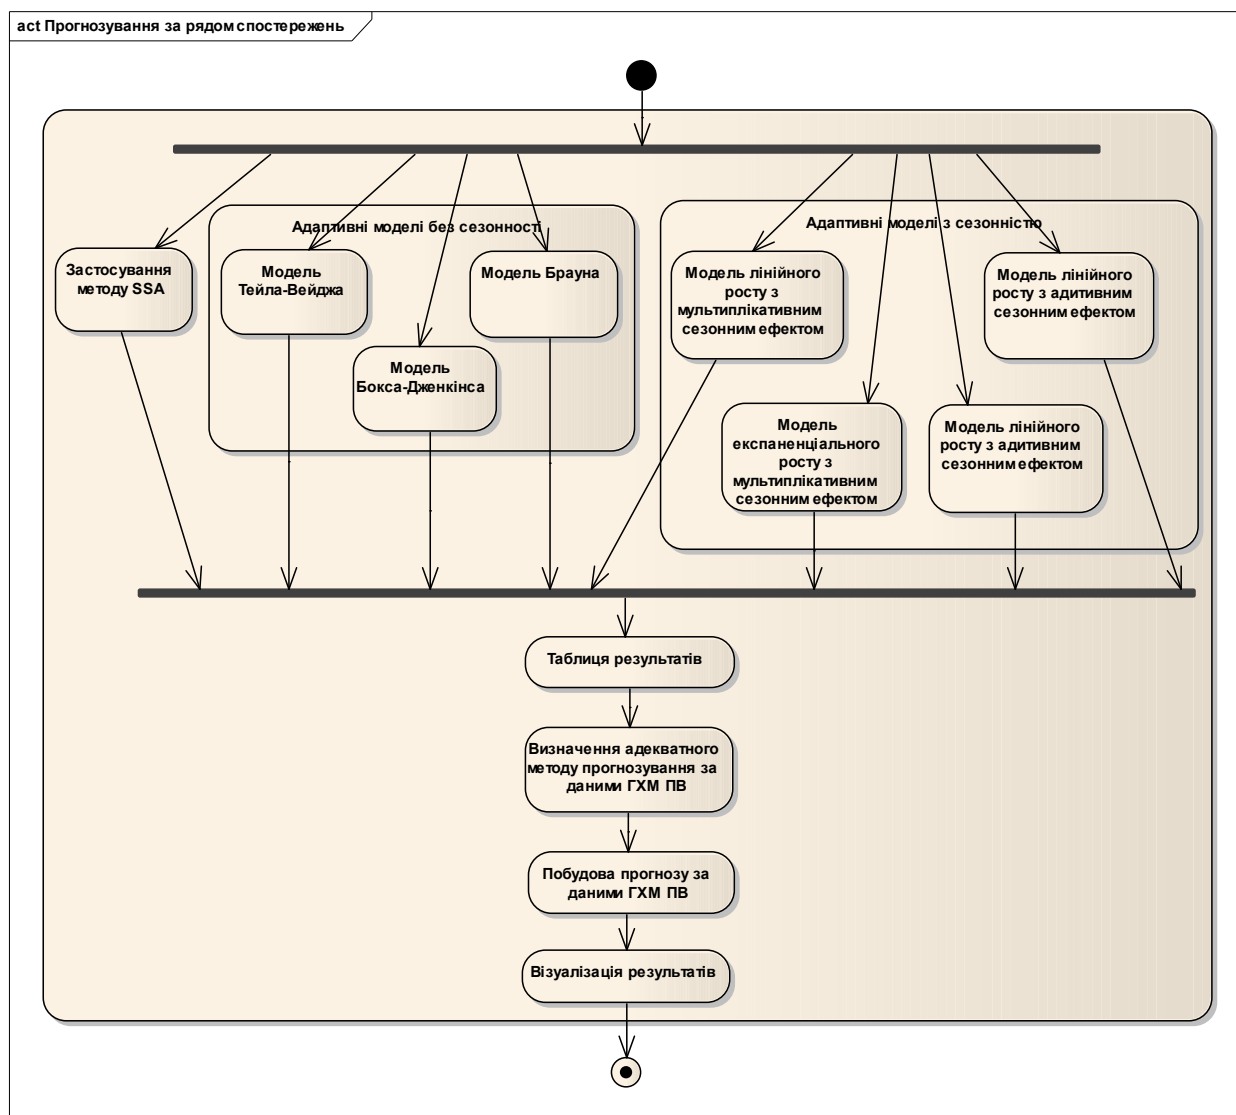 act Прогнозування за рядом спостережень
Адаптивні моделі без сезонності
Адаптивні моделі з сезонністю
Застосування
методу SSA
Модель
Тейла-Вейджа
Модель Брауна
Модель
Бокса-Дженкінса
Модель лінійного
росту з
мультиплікативним
сезонним ефектом
Модель лінійного
росту з адитивним
сезонним ефектом
Модель
експаненціального
росту з
мультиплікативним
сезонним ефектом
Модель лінійного
росту з адитивним
сезонним ефектом
Таблиця результатів
Визначення адекватного
методу прогнозування за
даними ГХМ ПВ
Побудова прогнозу за
даними ГХМ ПВ
Візуалізація результатів